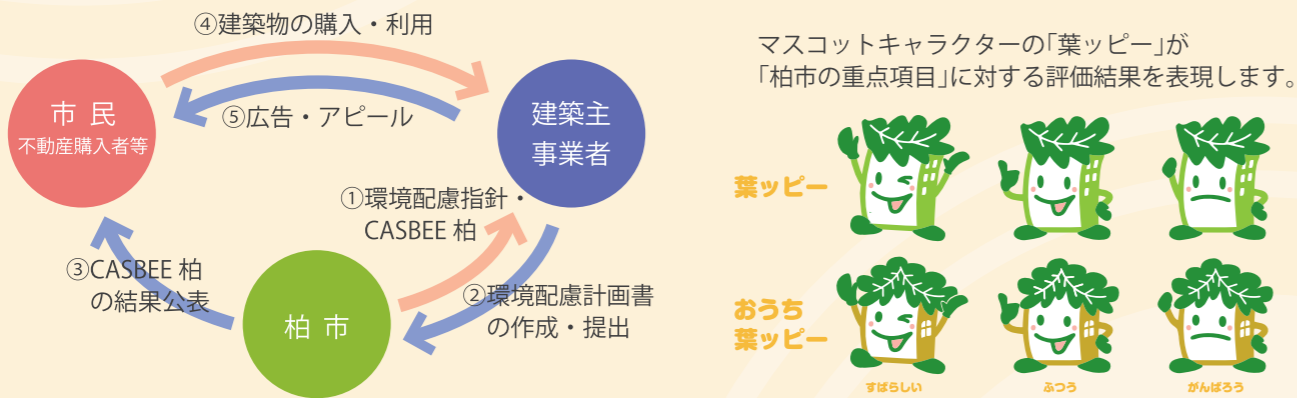 ④建築物の購入・利用
市 民
不動産購入者等
⑤広告・アピール
建築主
事業者
①環境配慮指針・
CASBEE 柏
③CASBEE 柏
の結果公表
②環境配慮計画書
の作成・提出
柏 市
マスコットキャラクターの「葉ッピー」が
「柏市の重点項目」に対する評価結果を表現します。
葉ッピー
おうち
葉ッピー
すばらしい
ふつう
がんばろう